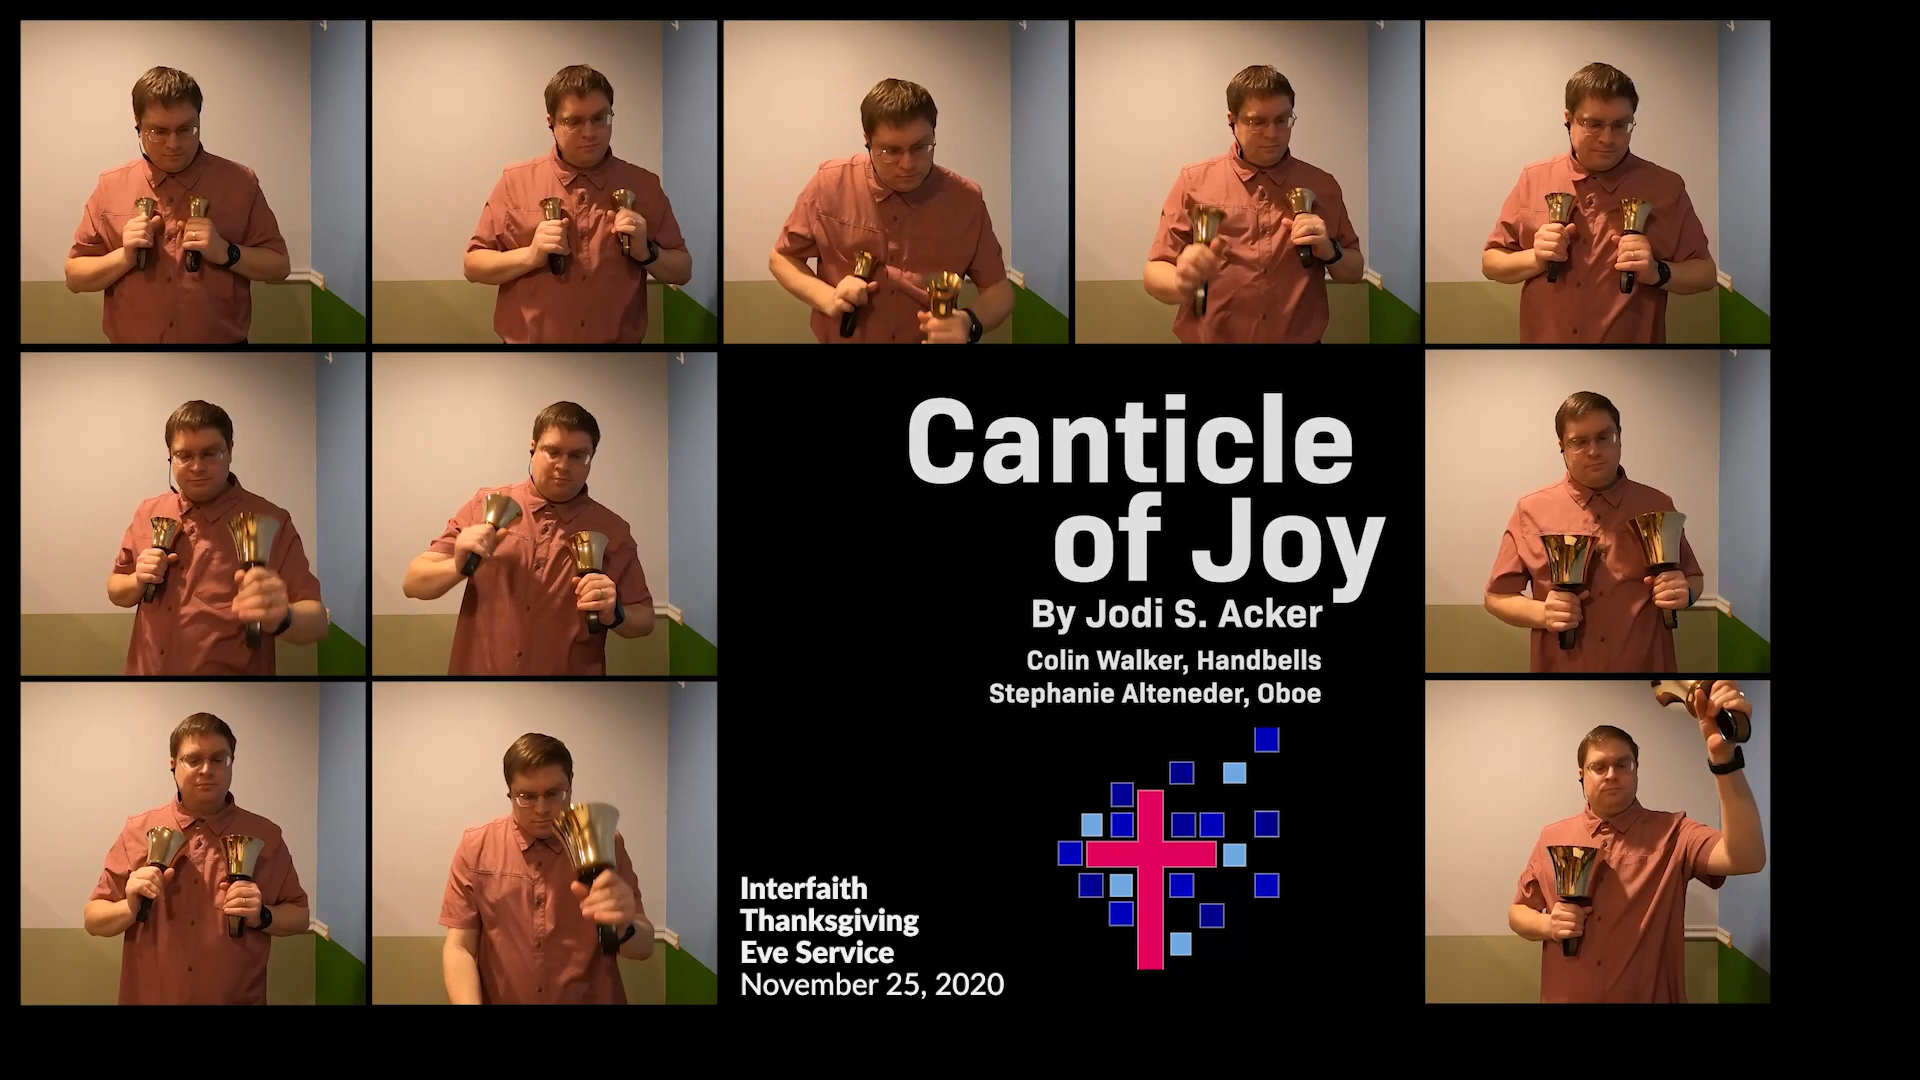 Canticle
of Joy
By Jodi S. Acker
Colin Walker, Handbells
Stephanie Alteneder, Oboe
Interfaith
Thanksgiving
Eve Service
November 25, 2020